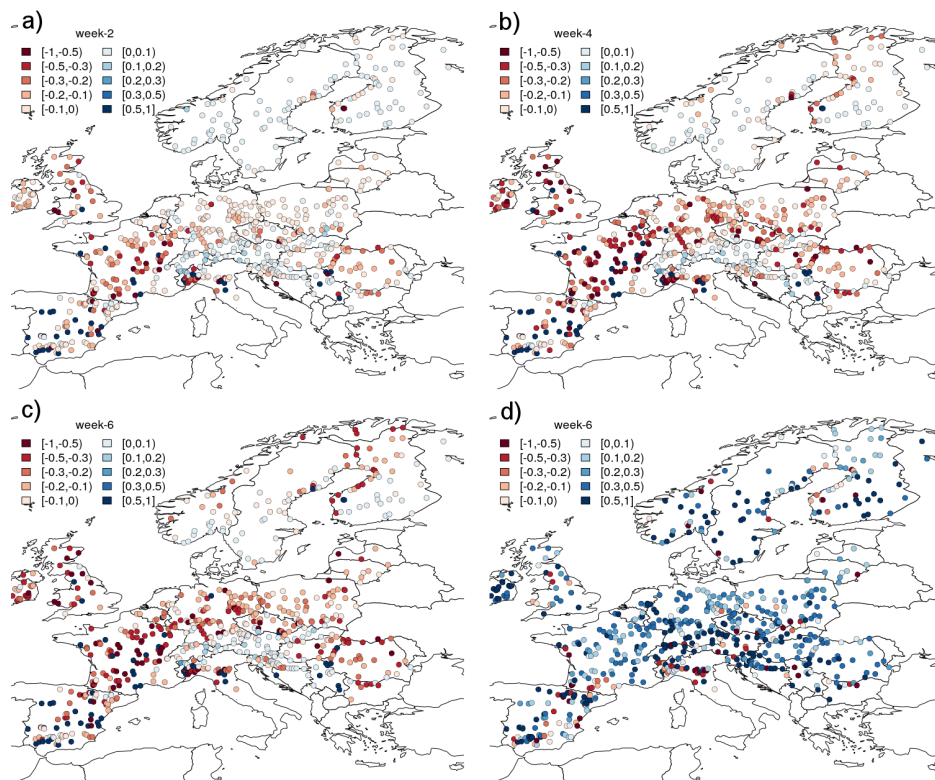 a)
week-2
[-1,-0.5) [0,0.1)
[-0.5,-0.3) [0.1,0.2)
[-0.3,-0.2) [0.2,0.3)
[-0.2,-0.1) [0.3,0.5)
[-0.1,0) [0.5,1]
b)
week-4
[-1,-0.5) [0,0.1)
[-0.5,-0.3) [0.1,0.2)
[-0.3,-0.2) [0.2,0.3)
[-0.2,-0.1) [0.3,0.5)
[-0.1,0) [0.5,1]
c)
week-6
[-1,-0.5) [0,0.1)
[-0.5,-0.3) [0.1,0.2)
[-0.3,-0.2) [0.2,0.3)
[-0.2,-0.1) [0.3,0.5)
[-0.1,0) [0.5,1]
d)
week-6
[-1,-0.5) [0,0.1)
[-0.5,-0.3) [0.1,0.2)
[-0.3,-0.2) [0.2,0.3)
[-0.2,-0.1) [0.3,0.5)
[-0.1,0) [0.5,1]